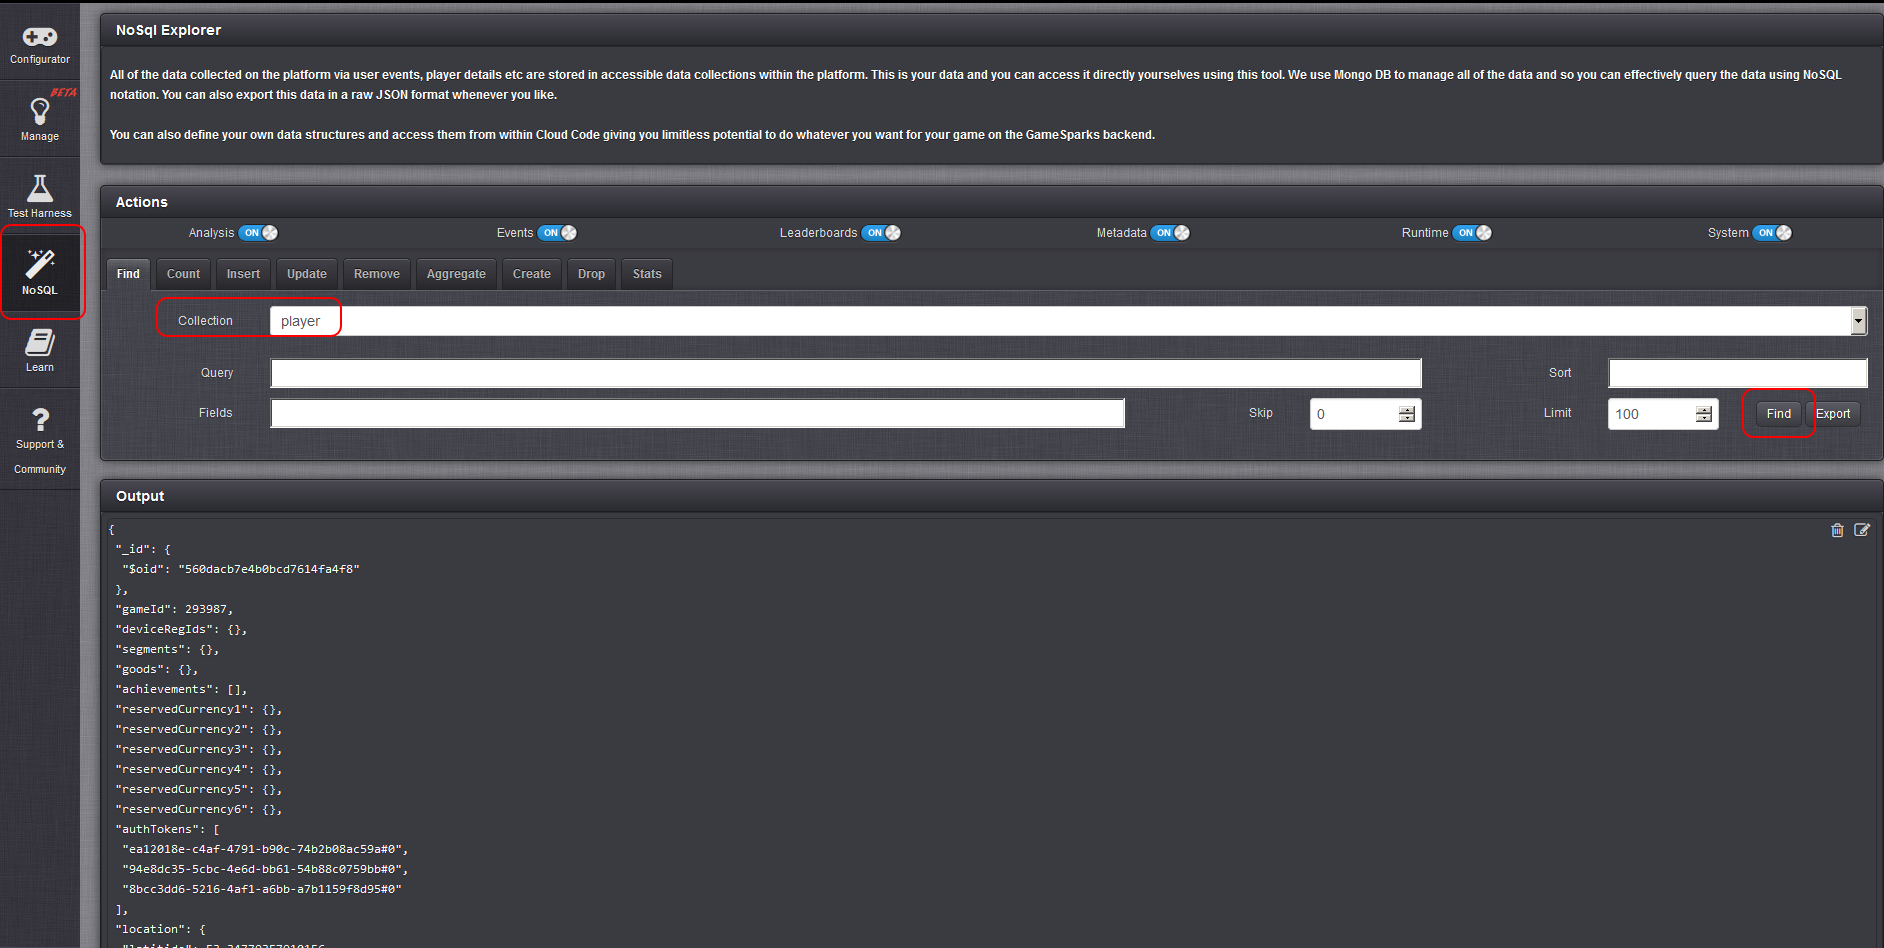 Configurator
BETA
Manage
Test Harness
NoSQL
Learn
Support &
Community
NoSql Explorer
All of the data collected on the platform via user events, player details etc are stored in accessible data collections within the platform. This is your data and you can access it directly yourselves using this tool. We use Mongo DB to manage all of the data and so you can effectively query the data using NoSQL
notation. You can also export this data in a raw JSON format whenever you like.
You can also define your own data structures and access them from within Cloud Code giving you limitless potential to do whatever you want for your game on the GameSparks backend.
Actions
Analysis ON Events ON Leaderboards ON Metadata ON Runtime ON System ON
Find Count Insert Update Remove Aggregate Create Drop Stats
Collection player
Query Sort
Fields Skip 0 Limit 100 Find Export
Output
{
"_id": {
"$oid": "560dacb7e4b0bcd7614fa4f8"
},
"gameId": 293987,
"deviceRegIds": {},
"segments": {},
"goods": {},
"achievements": [],
"reservedCurrency1": {},
"reservedCurrency2": {},
"reservedCurrency3": {},
"reservedCurrency4": {},
"reservedCurrency5": {},
"reservedCurrency6": {},
"authTokens": [
"ea12018e-c4af-4791-b90c-74b2b08ac59a#0",
"94e8dc35-5cbc-4e6d-bb61-54b88c0759bb#0",
"8bcc3dd6-5216-4af1-a6bb-a7b1159f8d95#0"
],
"location": {